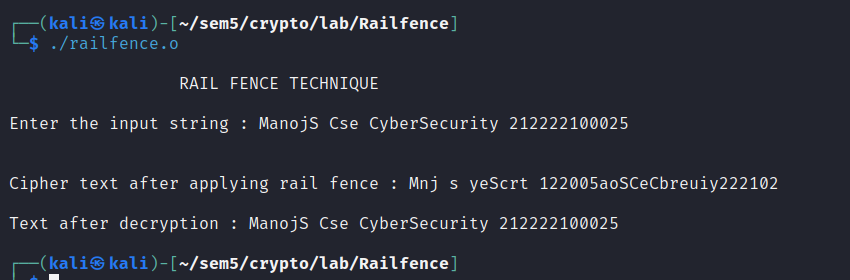 ┌──(kali㉿kali)-[~/sem5/crypto/lab/Railfence]
└─$ ./railfence.o
RAIL FENCE TECHNIQUE
Enter the input string : ManojS Cse CyberSecurity 212222100025
Cipher text after applying rail fence : Mnj s yeScrt 122005aoSCeCbreuiy222102
Text after decryption : ManojS Cse CyberSecurity 212222100025
┌──(kali㉿kali)-[~/sem5/crypto/lab/Railfence]
└─$